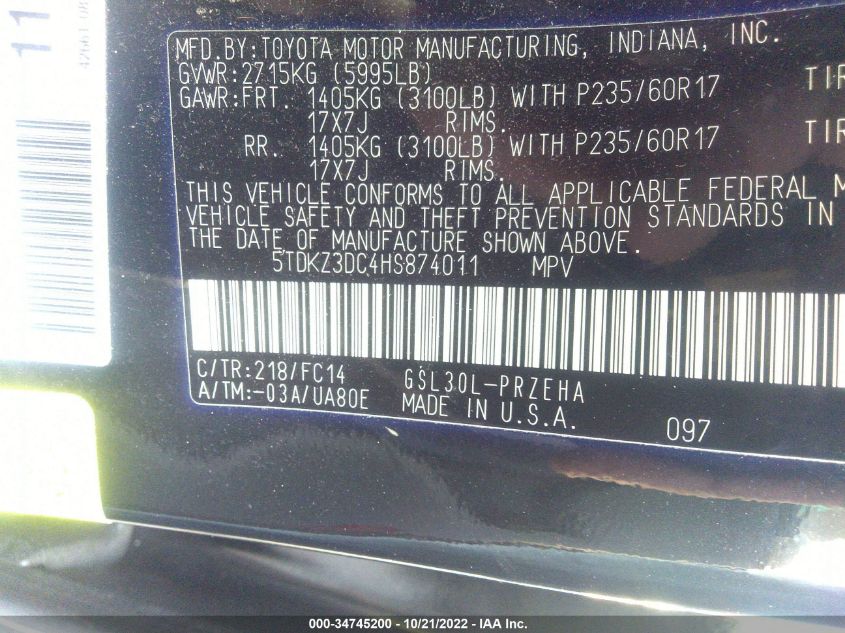 11
MFD.BY:TOYOTA MOTOR MANUFACTURING, INDIANA, INC.
GVWR:2715KG (5995LB)
GAWR:FRT. 1405KG (3100LB) WITH P235/60R17 TIR
17X7J RIMS.
RR. 1405KG (3100LB) WITH P235/60R17 TIR
17X7J RIMS.
THIS VEHICLE CONFORMS TO ALL APPLICABLE FEDERAL M
VEHICLE SAFETY AND THEFT PREVENTION STANDARDS IN
THE DATE OF MANUFACTURE SHOWN ABOVE.
5TDKZ3DC4HS874011 MPV
C/TR:218/FC14 GSL30L-PRZEHA
A/TM:-03A/UA80E MADE IN U.S.A.
097
000-34745200 - 10/21/2022 - IAA Inc.